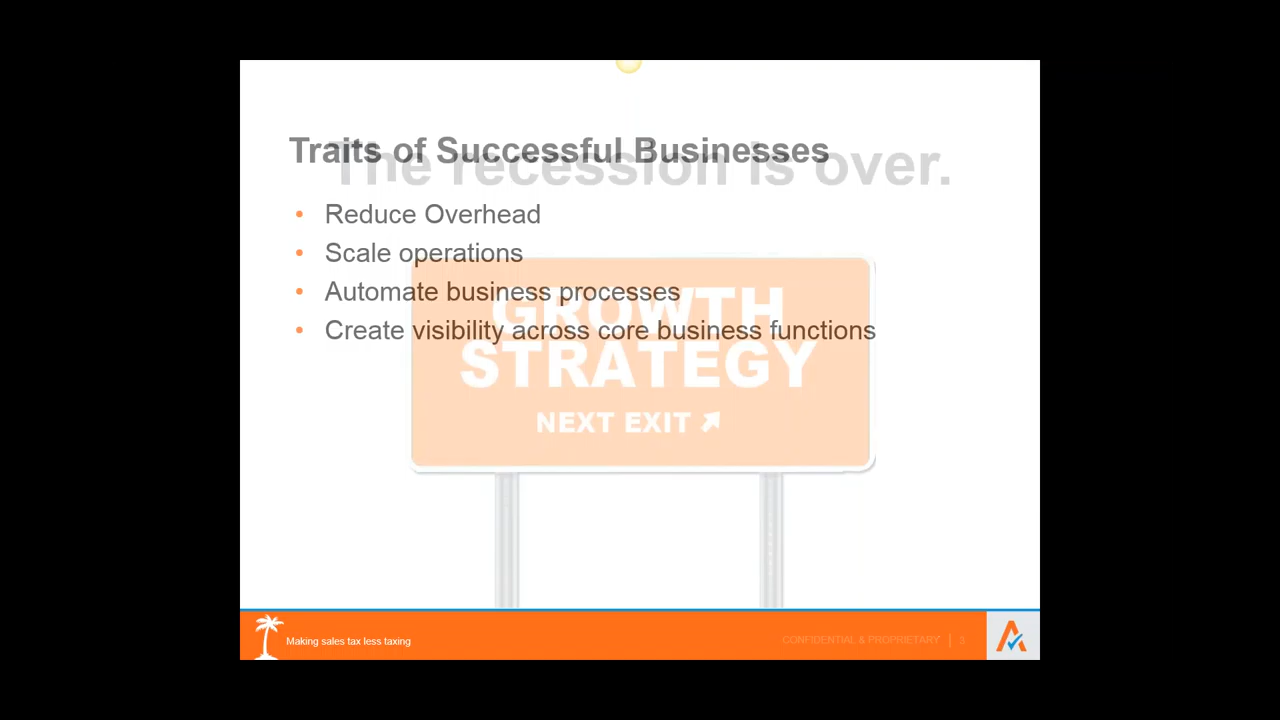 Traits of Successful Businesses
The recession is over.
• Reduce Overhead
• Scale operations
• Automate business processes
• Create visibility across core business functions
GROWTH
STRATEGY
NEXT EXIT ↗
Making sales tax less taxing
CONFIDENTIAL & PROPRIETARY |